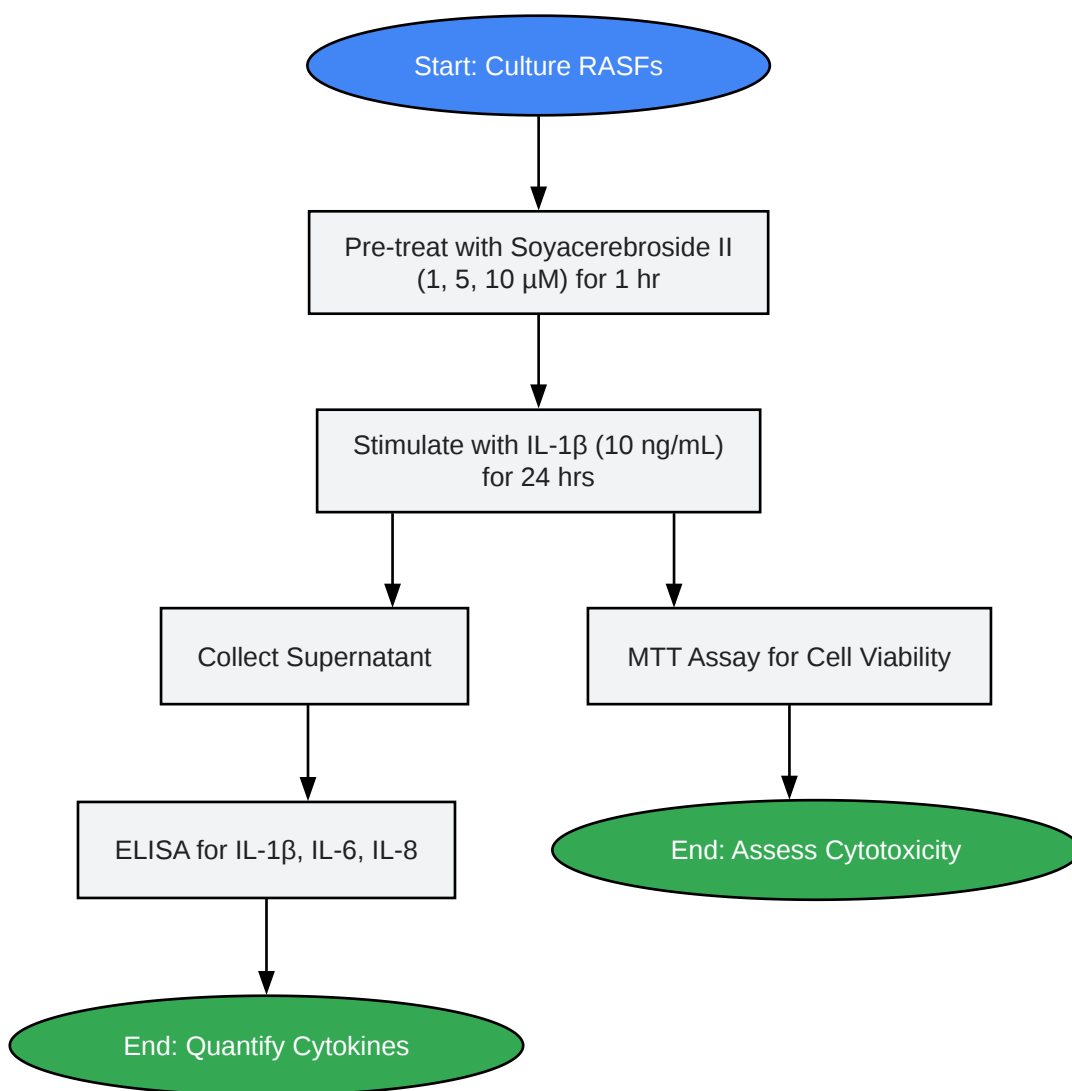 Start: Culture RASFs
Pre-treat with Soyacerebroside II
(1, 5, 10 µM) for 1 hr
Stimulate with IL-1β (10 ng/mL)
for 24 hrs
Collect Supernatant
MTT Assay for Cell Viability
ELISA for IL-1β, IL-6, IL-8
End: Assess Cytotoxicity
End: Quantify Cytokines